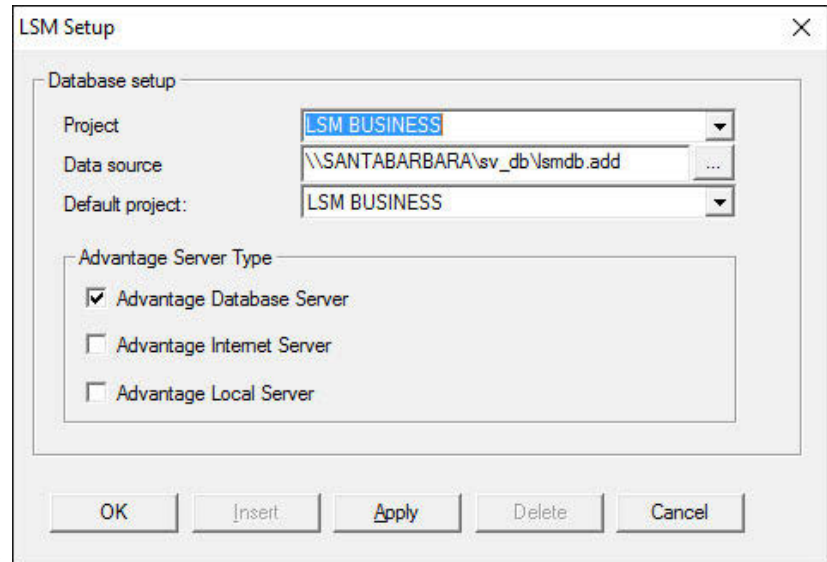 LSM Setup
Database setup
Project LSM BUSINESS
Data source \\SANTABARBARA\sv_db\lsmdb.add ...
Default project: LSM BUSINESS
Advantage Server Type
Advantage Database Server
Advantage Internet Server
Advantage Local Server
OK Insert Apply Delete Cancel